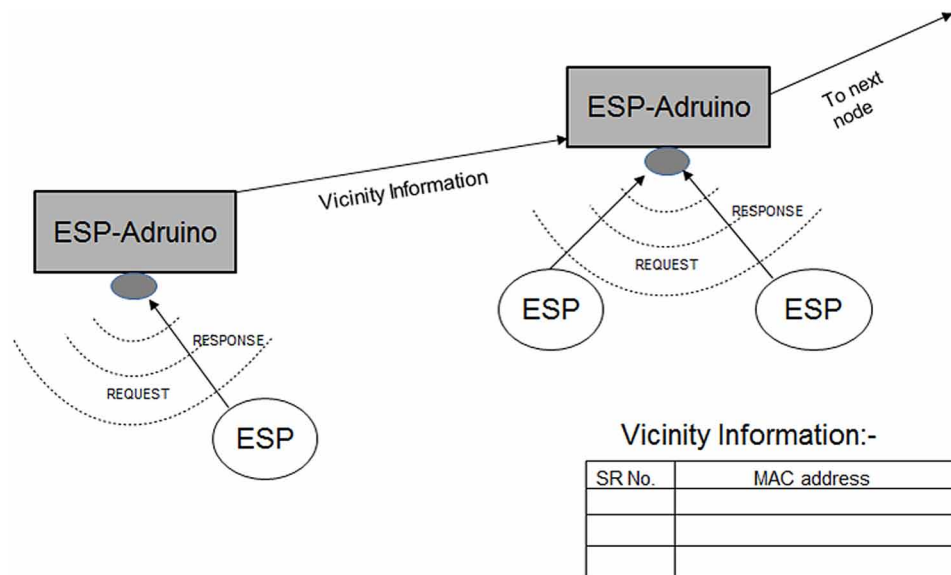 ESP-Adruino
To next
node
Vicinity Information
ESP-Adruino
RESPONSE
REQUEST
ESP
ESP
RESPONSE
REQUEST
ESP
Vicinity Information:-
SR No. MAC address